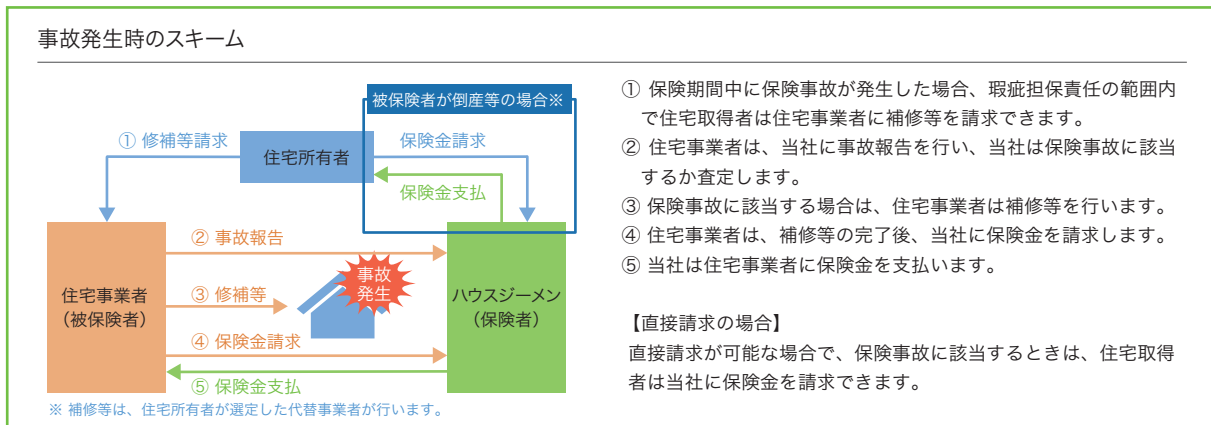 事故発生時のスキーム
被保険者が倒産等の場合※
① 修補等請求
住宅所有者
保険金請求
保険金支払
② 事故報告
事故
発生
住宅事業者
（被保険者）
③ 修補等
ハウスジーメン
（保険者）
④ 保険金請求
⑤ 保険金支払
※ 補修等は、住宅所有者が選定した代替事業者が行います。
① 保険期間中に保険事故が発生した場合、瑕疵担保責任の範囲内
で住宅取得者は住宅事業者に補修等を請求できます。
② 住宅事業者は、当社に事故報告を行い、当社は保険事故に該当
するか査定します。
③ 保険事故に該当する場合は、住宅事業者は補修等を行います。
④ 住宅事業者は、補修等の完了後、当社に保険金を請求します。
⑤ 当社は住宅事業者に保険金を支払います。
【直接請求の場合】
直接請求が可能な場合で、保険事故に該当するときは、住宅取得
者は当社に保険金を請求できます。